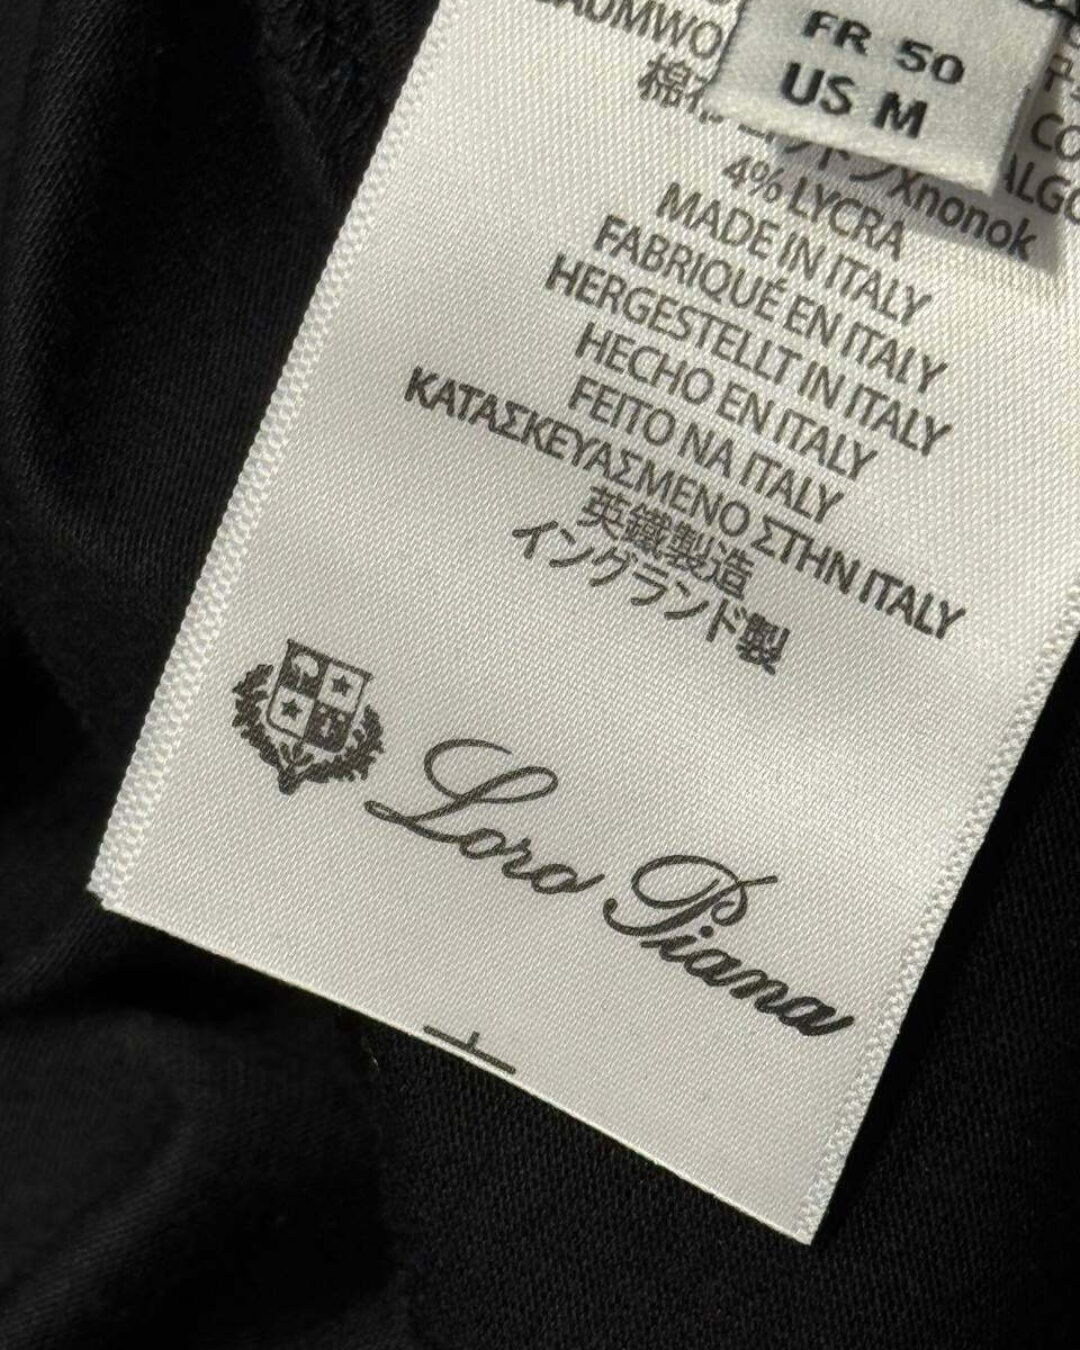 FR 50
US M
4% LYCRA
MADE IN ITALY
FABRIQUÉ EN ITALY
HERGESTELLT IN ITALY
HECHO EN ITALY
FEITO NA ITALY
ΚΑΤΑΣΚΕΥΑΣΜΕΝΟ ΣΤΗΝ ITALY
英鐵製造
イングランド製
Loro Piana